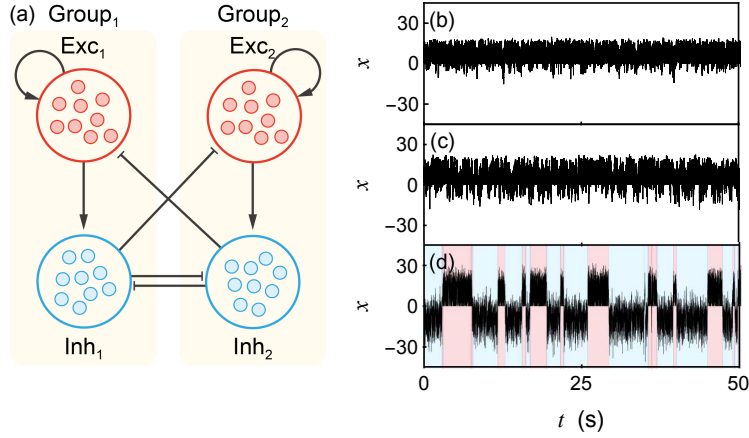 (a)
Group₁
Group₂
Exc₁
Exc₂
Inh₁
Inh₂
(b)
x
30
0
−30
(c)
x
30
0
−30
(d)
x
30
0
−30
0
25
50
t (s)